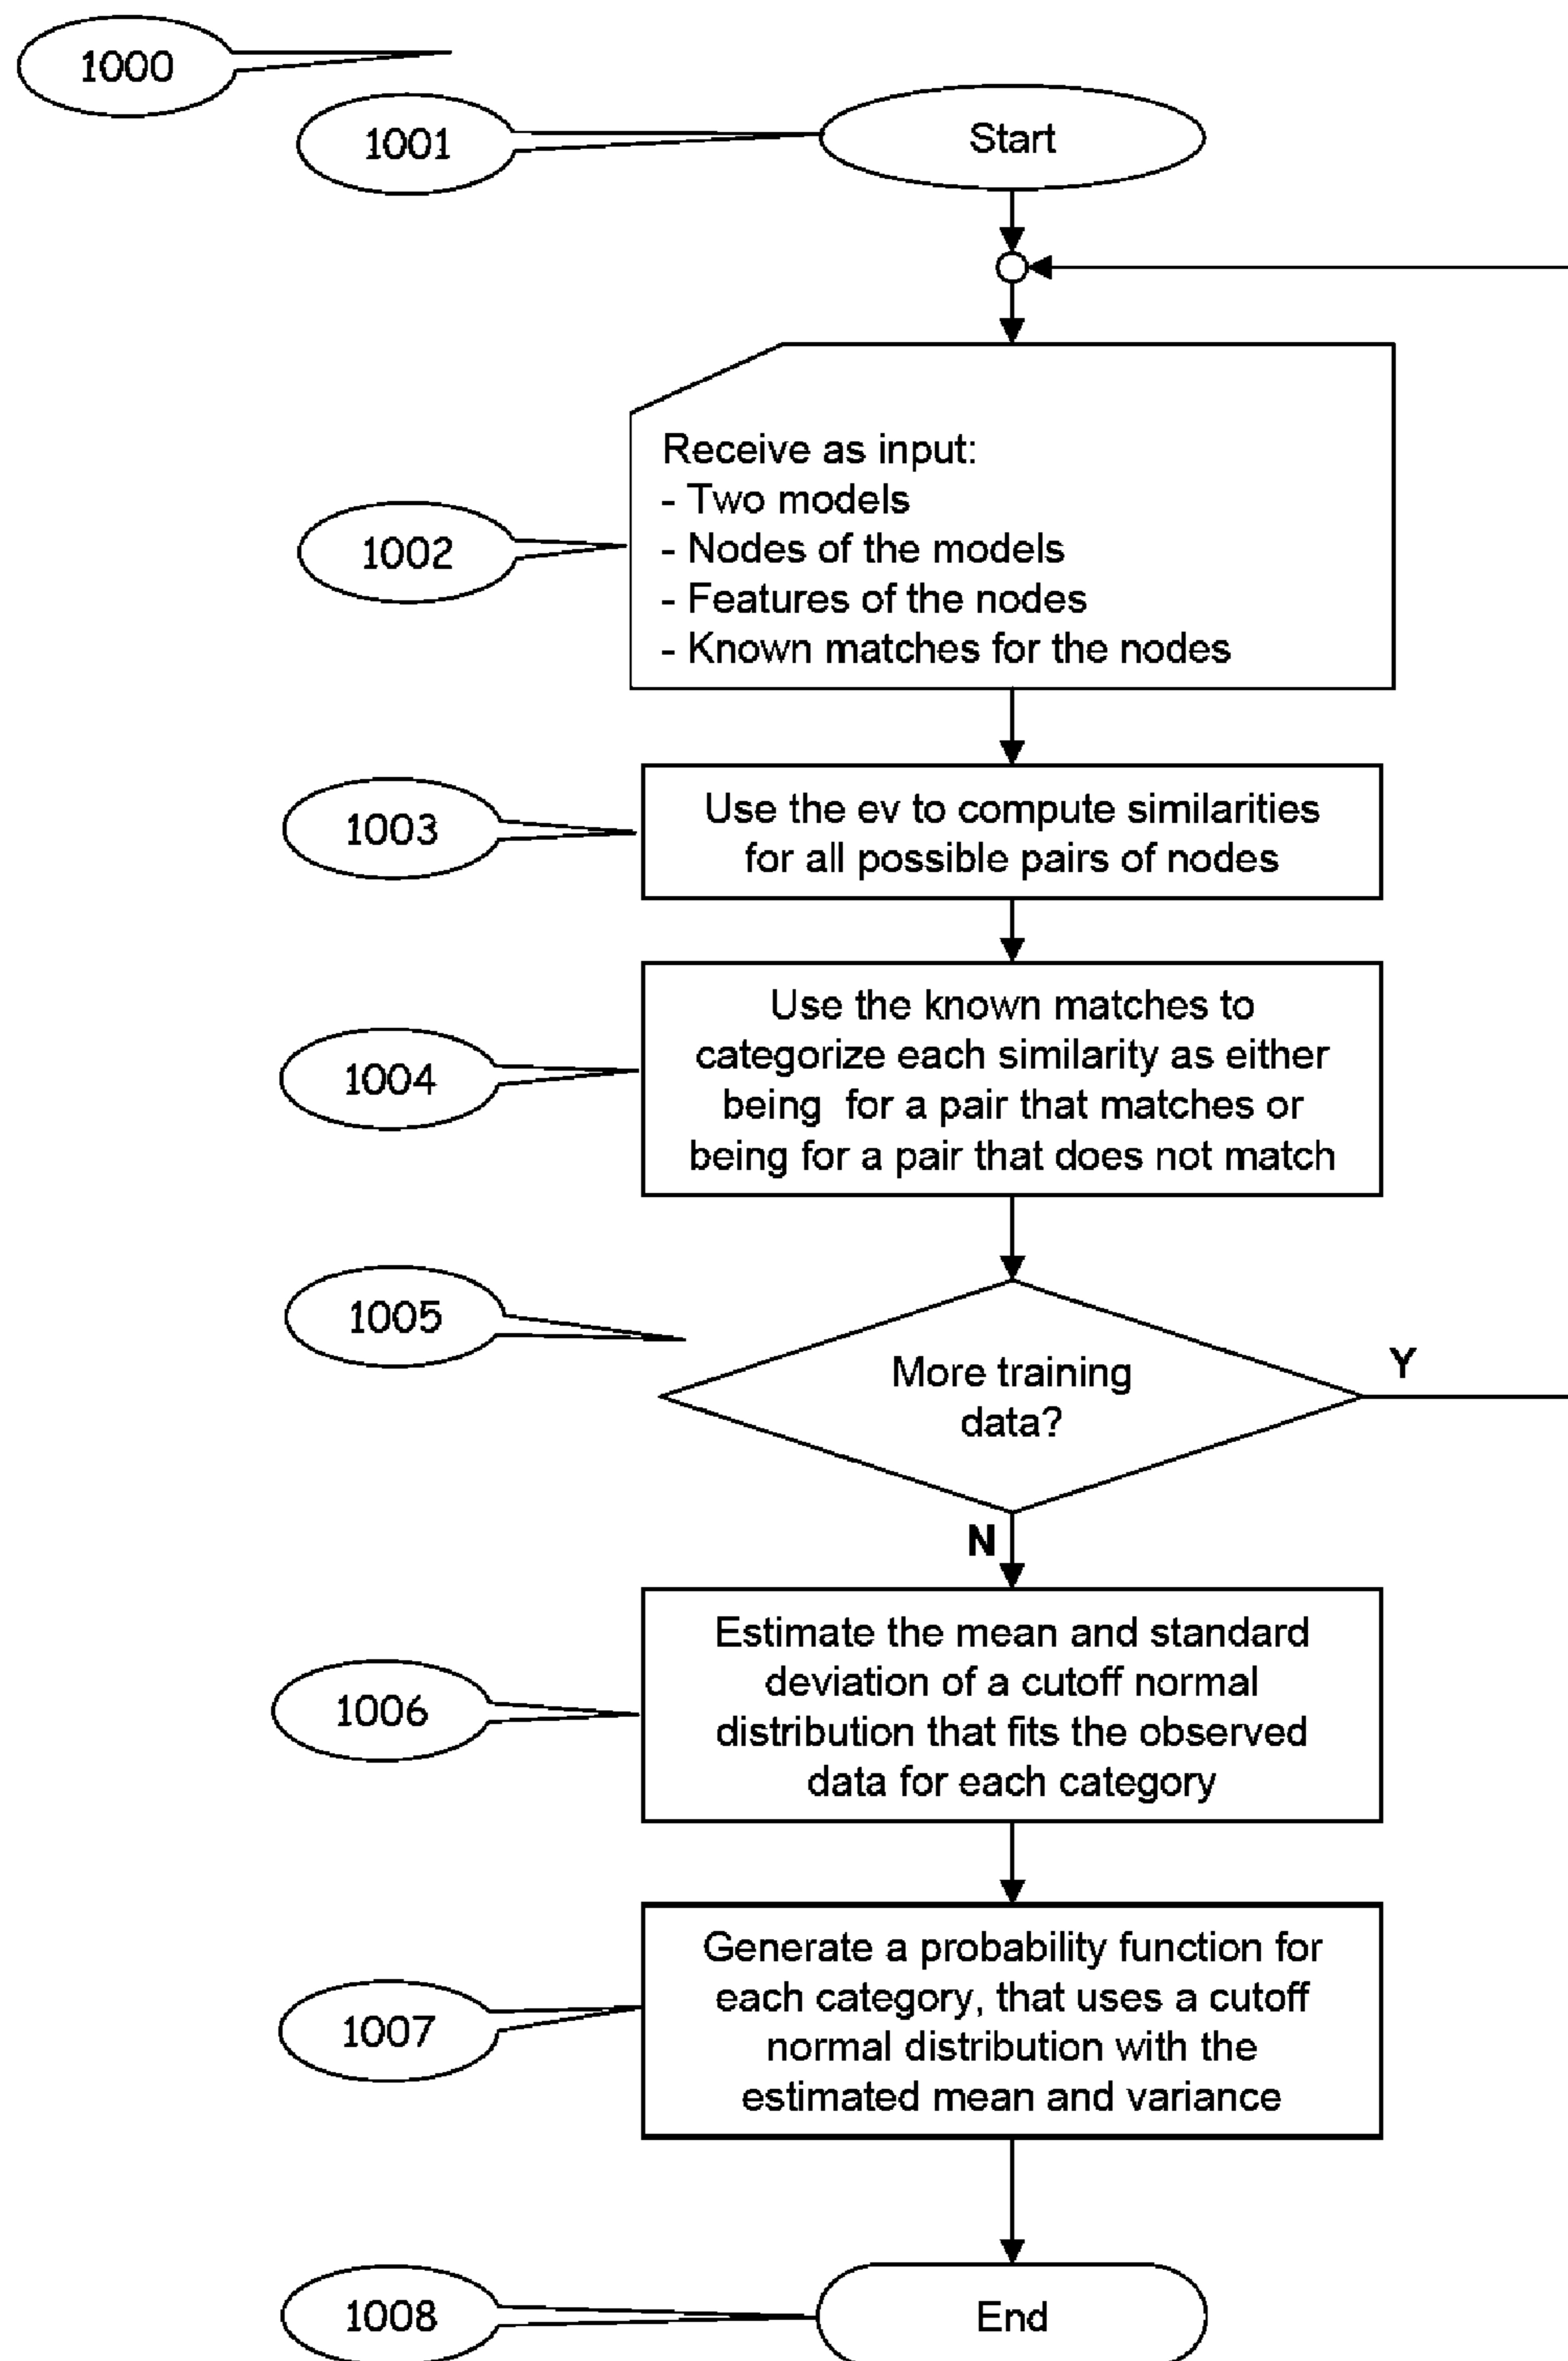 1000
1001
Start
Receive as input:
- Two models
- Nodes of the models
- Features of the nodes
- Known matches for the nodes
1002
1003
Use the ev to compute similarities
for all possible pairs of nodes
1004
Use the known matches to
categorize each similarity as either
being for a pair that matches or
being for a pair that does not match
1005
More training
data?
Y
N
1006
Estimate the mean and standard
deviation of a cutoff normal
distribution that fits the observed
data for each category
1007
Generate a probability function for
each category, that uses a cutoff
normal distribution with the
estimated mean and variance
1008
End